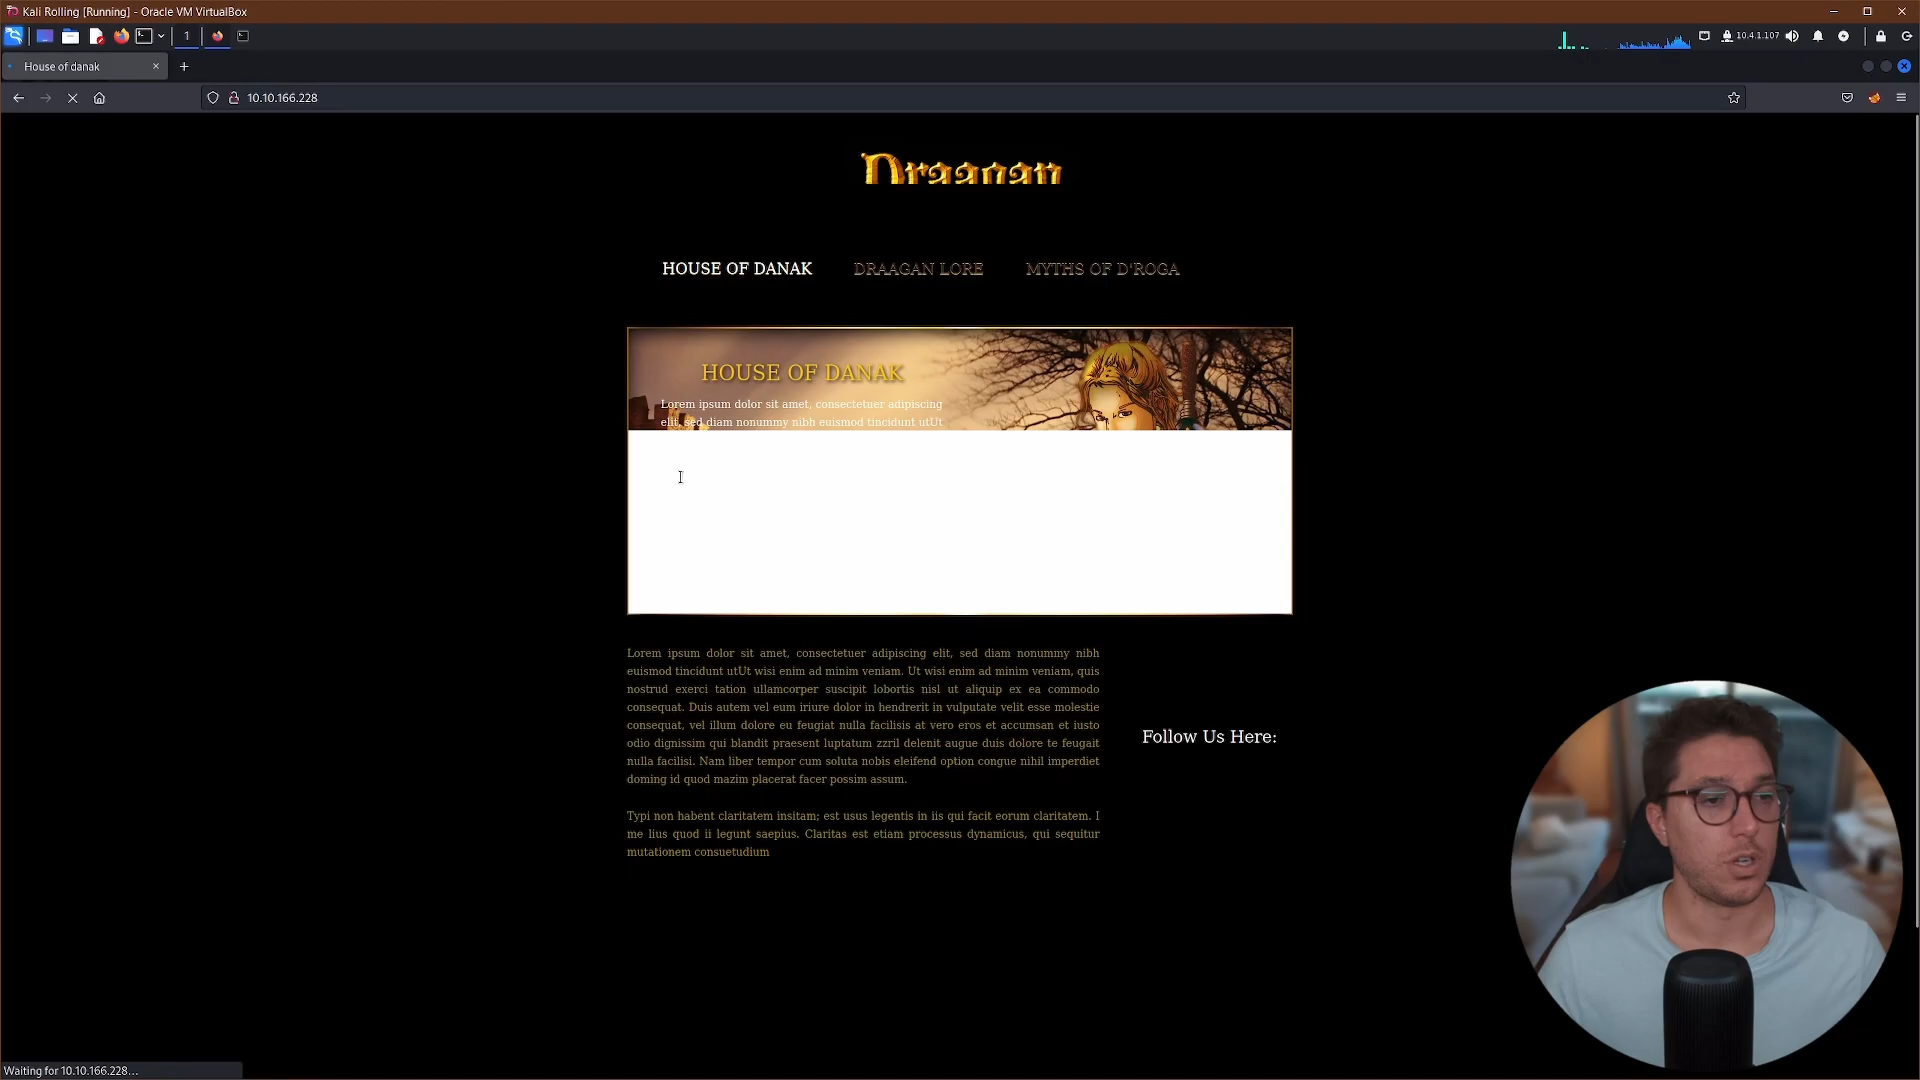 Kali Rolling [Running] - Oracle VM VirtualBox
1
10.4.1.107
House of danak
10.10.166.228
Draagan
HOUSE OF DANAK
DRAAGAN LORE
MYTHS OF D'ROGA
HOUSE OF DANAK
Lorem ipsum dolor sit amet, consectetuer adipiscing
elit, sed diam nonummy nibh euismod tincidunt utUt
Lorem ipsum dolor sit amet, consectetuer adipiscing elit, sed diam nonummy nibh
euismod tincidunt utUt wisi enim ad minim veniam. Ut wisi enim ad minim veniam, quis
nostrud exerci tation ullamcorper suscipit lobortis nisl ut aliquip ex ea commodo
consequat. Duis autem vel eum iriure dolor in hendrerit in vulputate velit esse molestie
consequat, vel illum dolore eu feugiat nulla facilisis at vero eros et accumsan et iusto
odio dignissim qui blandit praesent luptatum zzril delenit augue duis dolore te feugait
nulla facilisi. Nam liber tempor cum soluta nobis eleifend option congue nihil imperdiet
doming id quod mazim placerat facer possim assum.
Follow Us Here:
Typi non habent claritatem insitam; est usus legentis in iis qui facit eorum claritatem. I
me lius quod ii legunt saepius. Claritas est etiam processus dynamicus, qui sequitur
mutationem consuetudium
Waiting for 10.10.166.228...